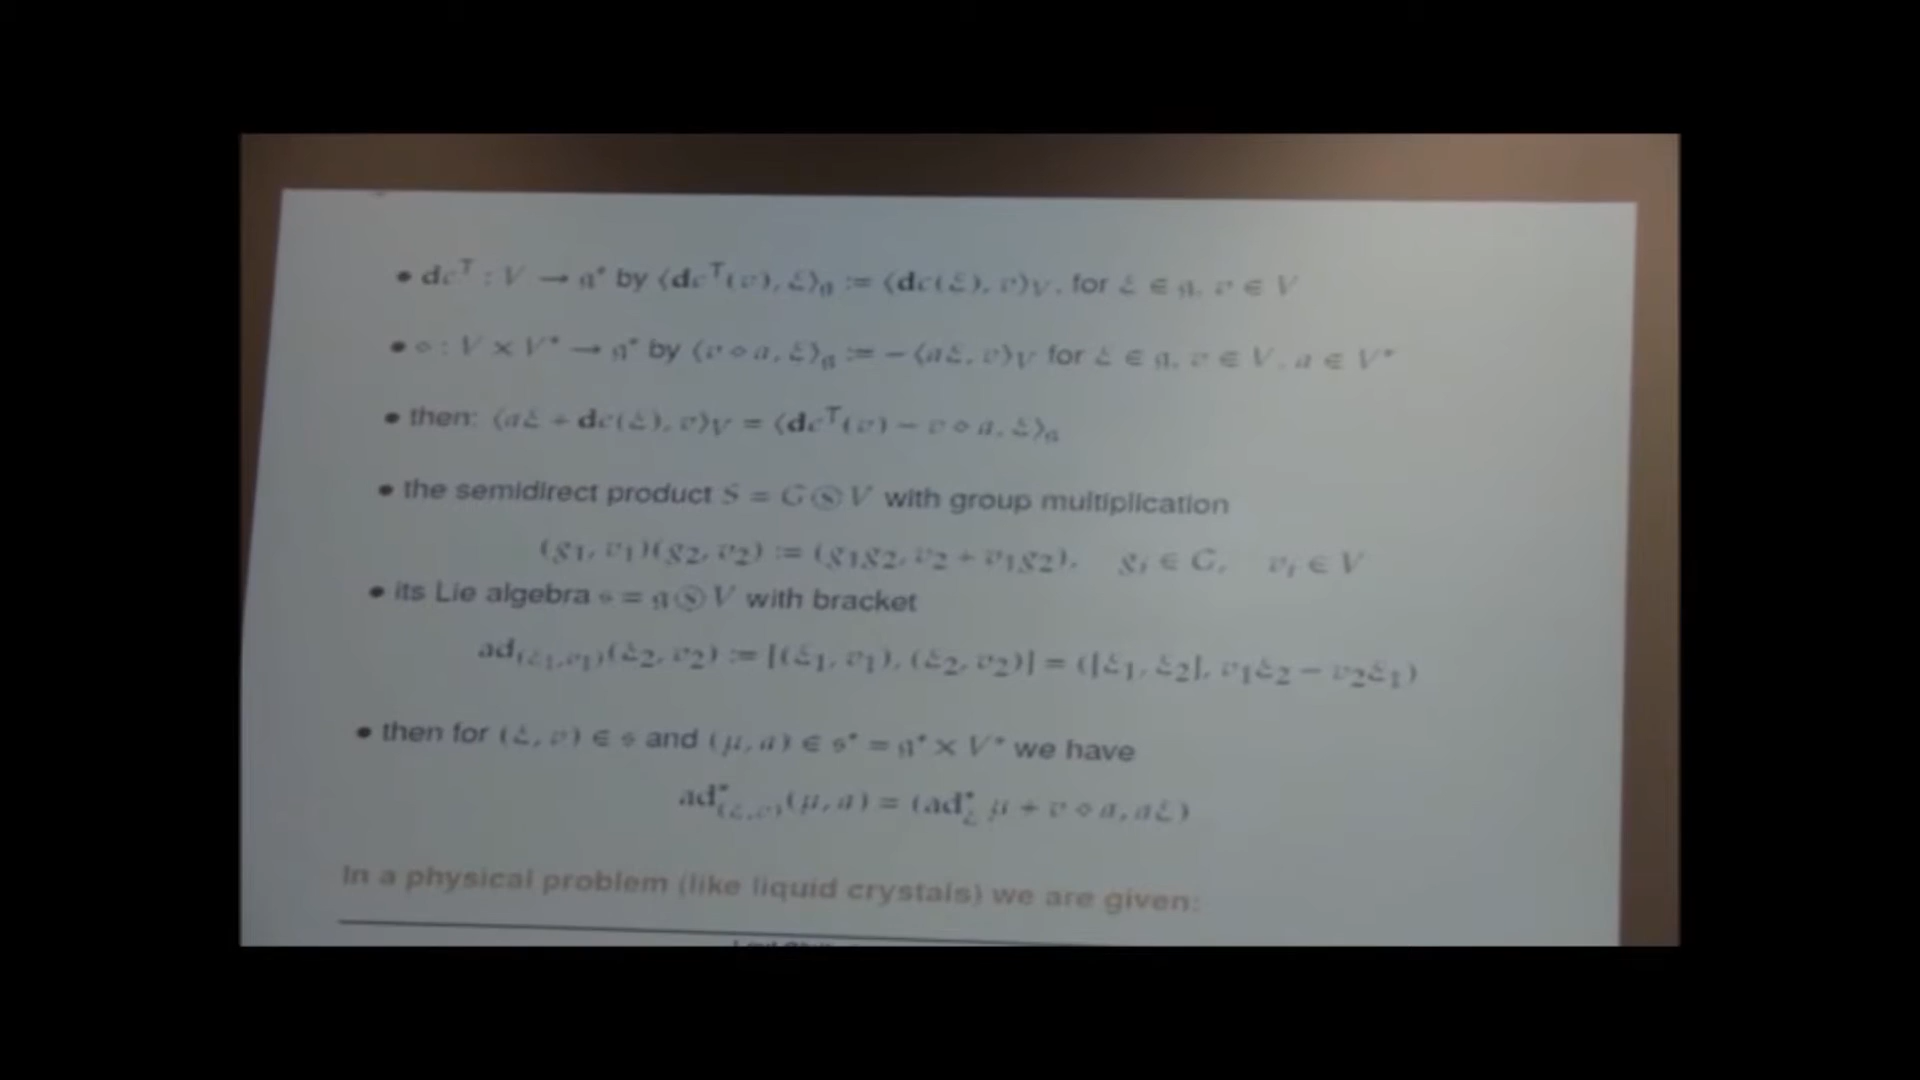 • dcᵀ : V → 𝔤* by ⟨dcᵀ(v), ξ⟩_𝔤 := ⟨dc(ξ), v⟩_V, for ξ ∈ 𝔤, v ∈ V
• ⋄ : V × V* → 𝔤* by ⟨v ⋄ a, ξ⟩_𝔤 := −⟨aξ, v⟩_V for ξ ∈ 𝔤, v ∈ V, a ∈ V*
• then: ⟨aξ + dc(ξ), v⟩_V = ⟨dcᵀ(v) − v ⋄ a, ξ⟩_𝔤
• the semidirect product S = G Ⓢ V with group multiplication
(g₁, v₁)(g₂, v₂) := (g₁g₂, v₂ + v₁g₂), gᵢ ∈ G, vᵢ ∈ V
• its Lie algebra 𝔰 = 𝔤 Ⓢ V with bracket
ad_(ξ₁,v₁)(ξ₂, v₂) := [(ξ₁, v₁), (ξ₂, v₂)] = ([ξ₁, ξ₂], v₁ξ₂ − v₂ξ₁)
• then for (ξ, v) ∈ 𝔰 and (μ, a) ∈ 𝔰* = 𝔤* × V* we have
ad*_(ξ,v)(μ, a) = (ad*_ξ μ + v ⋄ a, aξ)
In a physical problem (like liquid crystals) we are given: